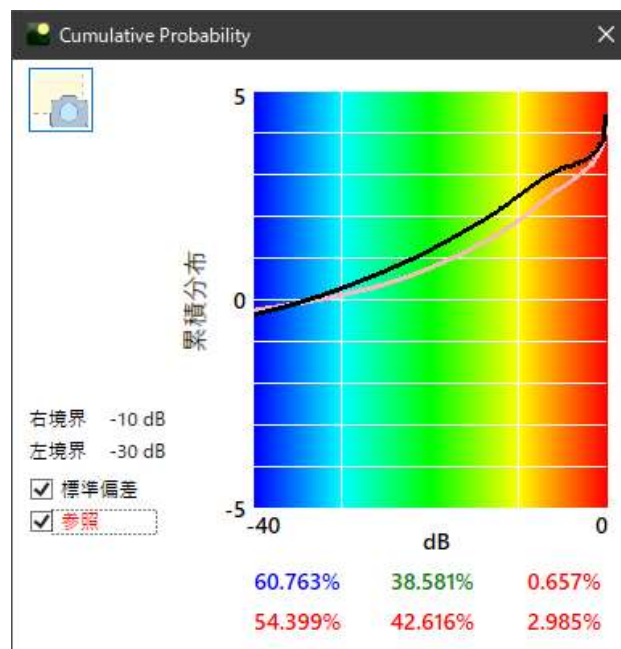 Cumulative Probability
5
累積分布
0
右境界 -10 dB
左境界 -30 dB
標準偏差
参照
-5
-40
0
dB
60.763% 38.581% 0.657%
54.399% 42.616% 2.985%